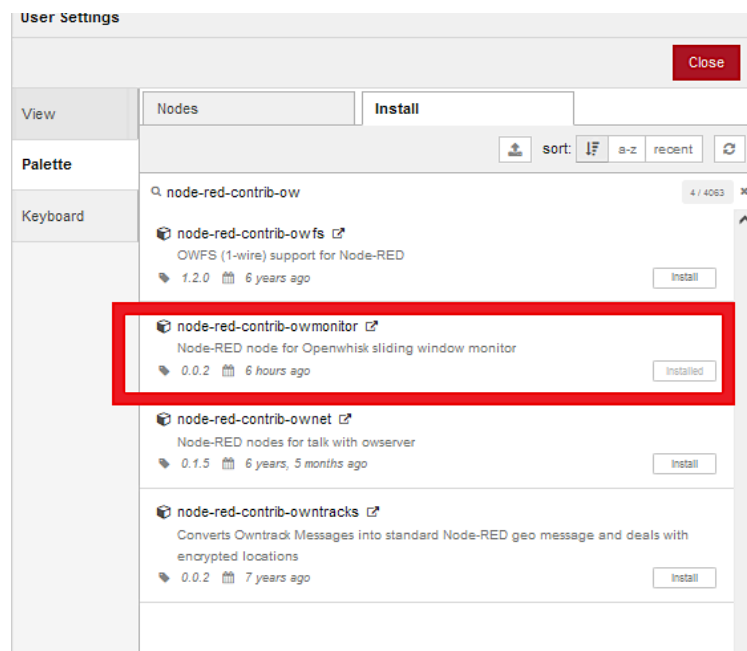 User Settings
Close
View
Palette
Keyboard
Nodes
Install
sort:
a-z
recent
node-red-contrib-ow
4 / 4063
node-red-contrib-owfs
OWFS (1-wire) support for Node-RED
1.2.0 6 years ago
Install
node-red-contrib-owmonitor
Node-RED node for Openwhisk sliding window monitor
0.0.2 6 hours ago
Installed
node-red-contrib-ownet
Node-RED nodes for talk with owserver
0.1.5 6 years, 5 months ago
Install
node-red-contrib-owntracks
Converts Owntrack Messages into standard Node-RED geo message and deals with
encrypted locations
0.0.2 7 years ago
Install